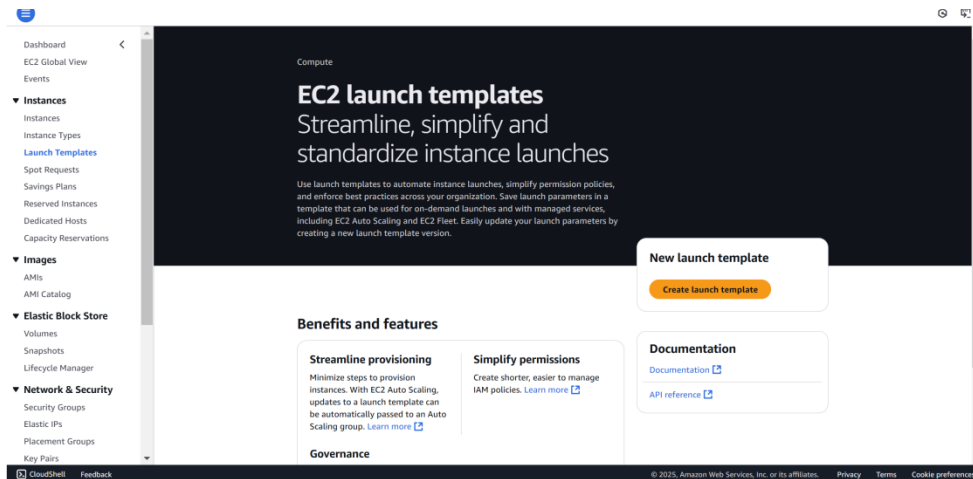 Dashboard
EC2 Global View
Events
Instances
Instances
Instance Types
Launch Templates
Spot Requests
Savings Plans
Reserved Instances
Dedicated Hosts
Capacity Reservations
Images
AMIs
AMI Catalog
Elastic Block Store
Volumes
Snapshots
Lifecycle Manager
Network & Security
Security Groups
Elastic IPs
Placement Groups
Key Pairs
Compute
EC2 launch templates
Streamline, simplify and
standardize instance launches
Use launch templates to automate instance launches, simplify permission policies,
and enforce best practices across your organization. Save launch parameters in a
template that can be used for on-demand launches and with managed services,
including EC2 Auto Scaling and EC2 Fleet. Easily update your launch parameters by
creating a new launch template version.
New launch template
Create launch template
Benefits and features
Streamline provisioning
Minimize steps to provision
instances. With EC2 Auto Scaling,
updates to a launch template can
be automatically passed to an Auto
Scaling group. Learn more
Simplify permissions
Create shorter, easier to manage
IAM policies. Learn more
Governance
Documentation
Documentation
API reference
CloudShell Feedback
© 2025, Amazon Web Services, Inc. or its affiliates. Privacy Terms Cookie preferences